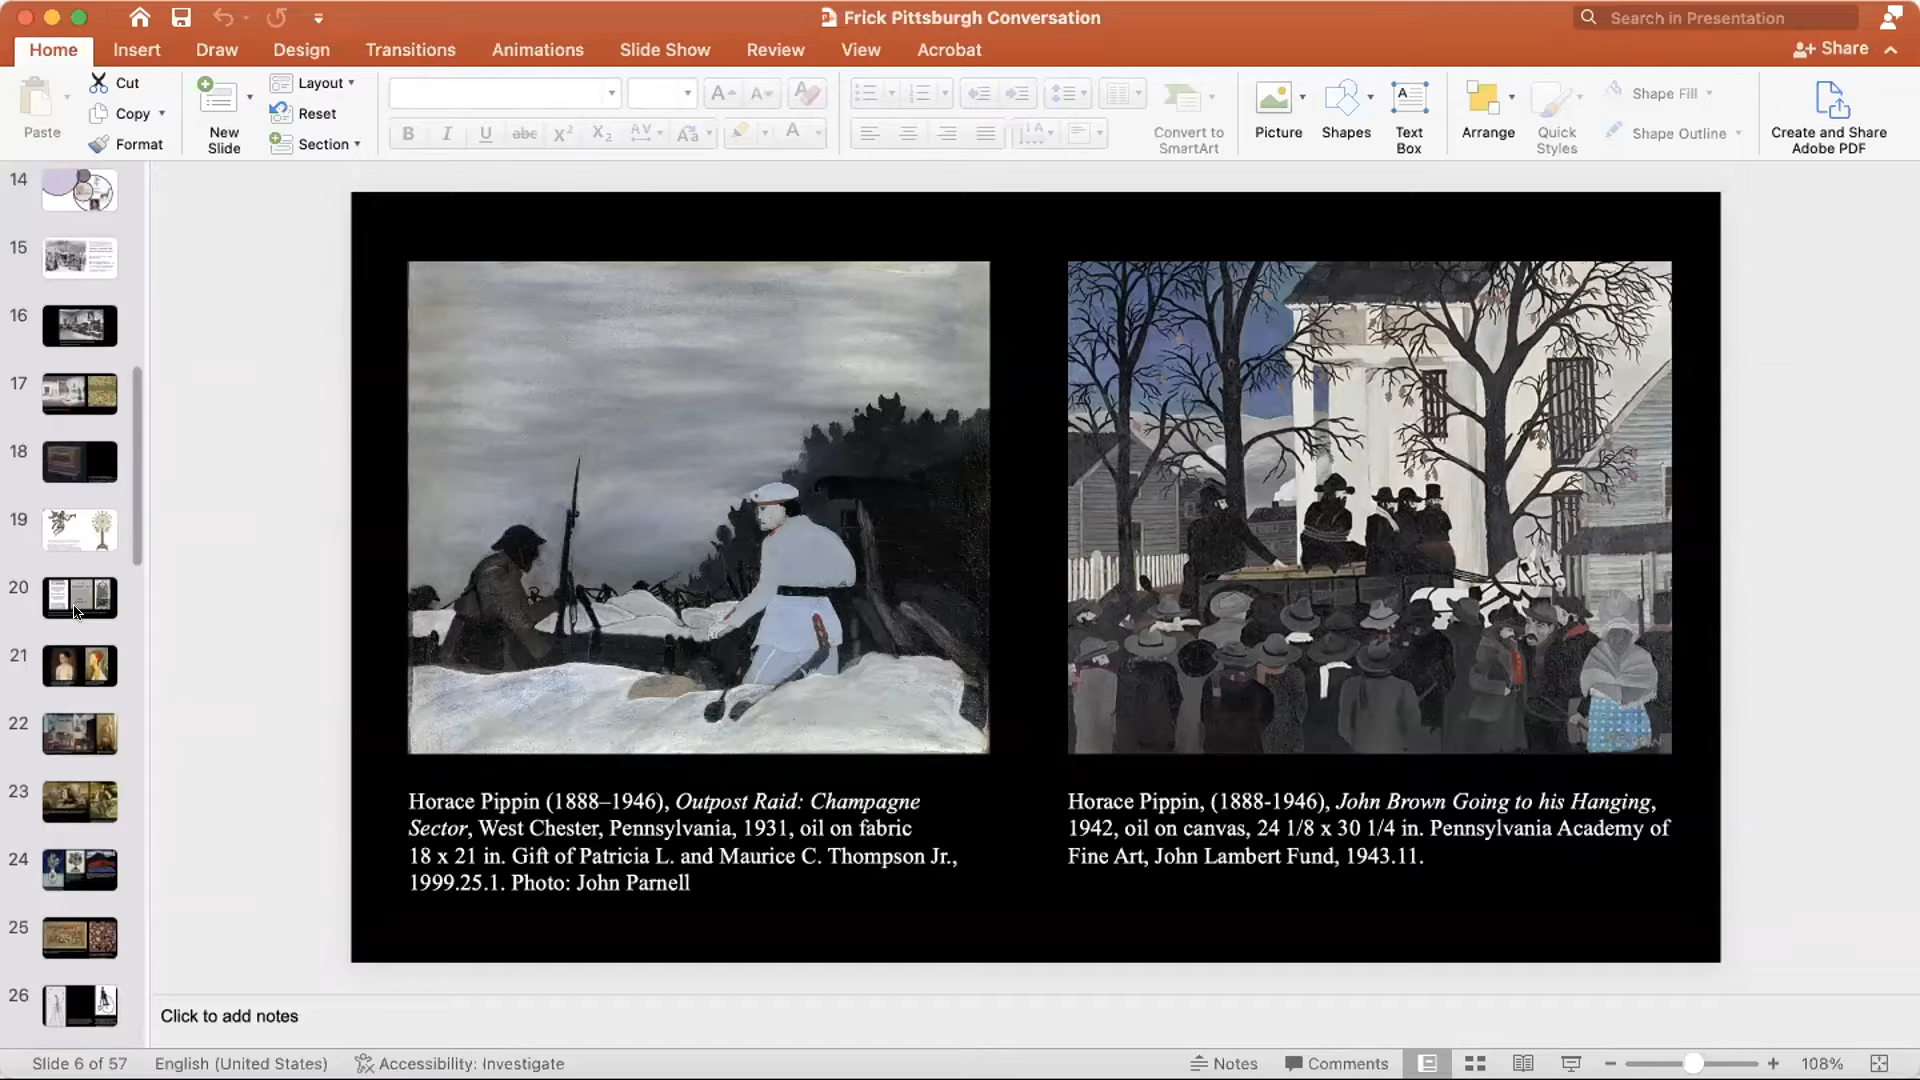 Frick Pittsburgh Conversation
Search in Presentation
Home Insert Draw Design Transitions Animations Slide Show Review View Acrobat
Share
Paste
Cut
Copy
Format
New
Slide
Layout
Reset
Section
Convert to
SmartArt
Picture
Shapes
Text
Box
Arrange
Quick
Styles
Shape Fill
Shape Outline
Create and Share
Adobe PDF
14
15
16
17
18
19
20
21
22
23
24
25
26
Horace Pippin (1888–1946), Outpost Raid: Champagne
Sector, West Chester, Pennsylvania, 1931, oil on fabric
18 x 21 in. Gift of Patricia L. and Maurice C. Thompson Jr.,
1999.25.1. Photo: John Parnell
Horace Pippin, (1888-1946), John Brown Going to his Hanging,
1942, oil on canvas, 24 1/8 x 30 1/4 in. Pennsylvania Academy of
Fine Art, John Lambert Fund, 1943.11.
Click to add notes
Slide 6 of 57 English (United States) Accessibility: Investigate
Notes Comments 108%